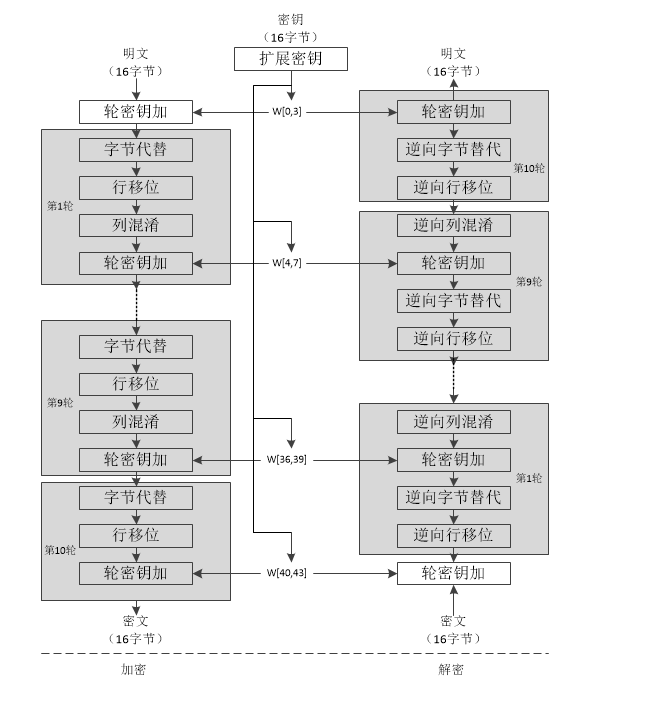 密钥
（16字节）
扩展密钥
明文
（16字节）
轮密钥加
第1轮
字节代替
行移位
列混淆
轮密钥加
第9轮
字节代替
行移位
列混淆
轮密钥加
第10轮
字节代替
行移位
轮密钥加
密文
（16字节）
加密
W[0,3]
W[4,7]
W[36,39]
W[40,43]
明文
（16字节）
轮密钥加
逆向字节替代
逆向行移位
第10轮
逆向列混淆
轮密钥加
逆向字节替代
逆向行移位
第9轮
逆向列混淆
轮密钥加
逆向字节替代
逆向行移位
第1轮
轮密钥加
密文
（16字节）
解密